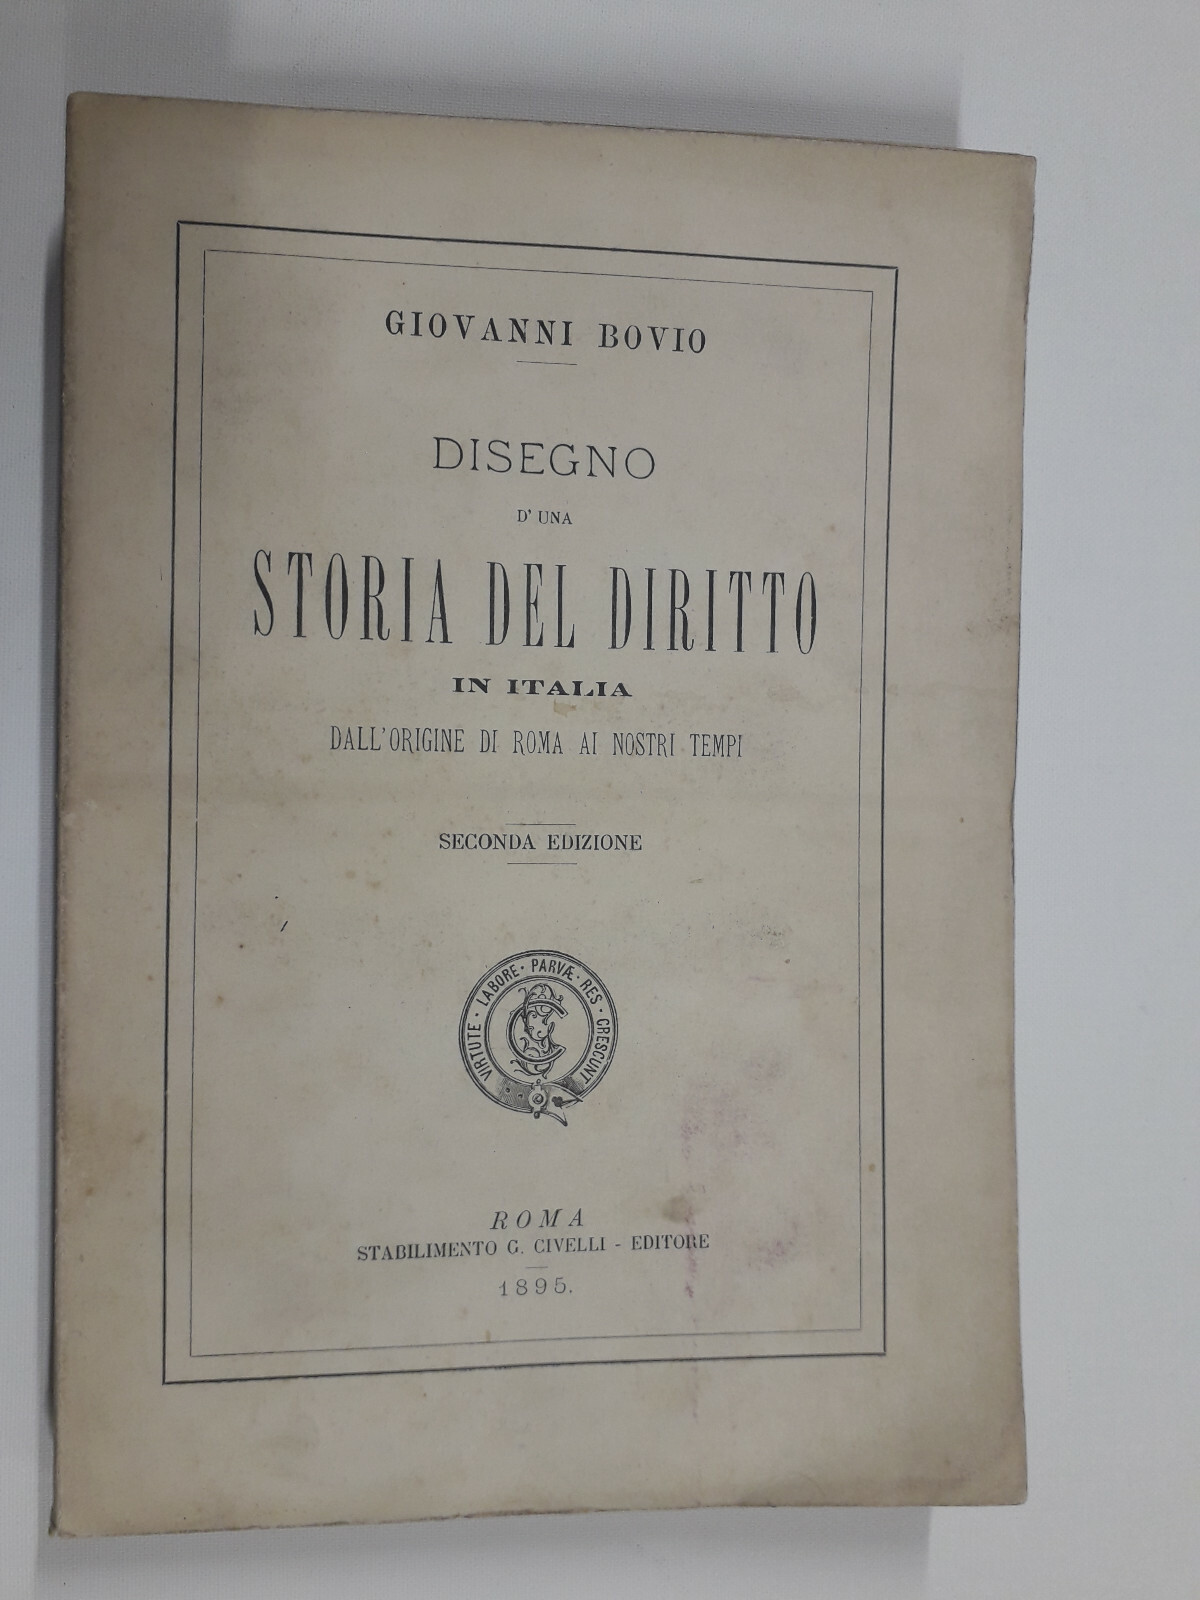 GIOVANNI BOVIO
DISEGNO
D' UNA
STORIA DEL DIRITTO
IN ITALIA
DALL'ORIGINE DI ROMA AI NOSTRI TEMPI
SECONDA EDIZIONE
VIRTUTE · LABORE · PARVÆ · RES · CRESCUNT
ROMA
STABILIMENTO G. CIVELLI - EDITORE
1895.